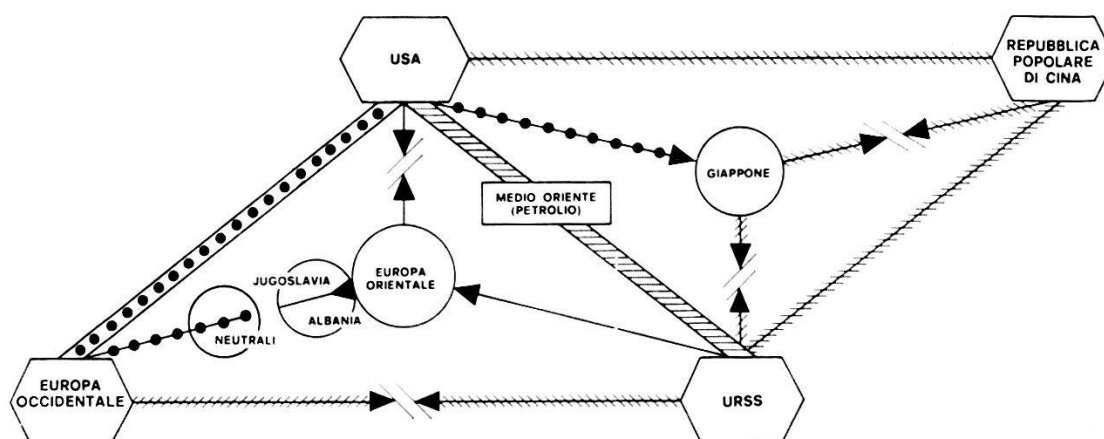 USA
REPUBBLICA
POPOLARE
DI CINA
GIAPPONE
MEDIO ORIENTE
(PETROLIO)
EUROPA
ORIENTALE
JUGOSLAVIA
ALBANIA
NEUTRALI
EUROPA
OCCIDENTALE
URSS